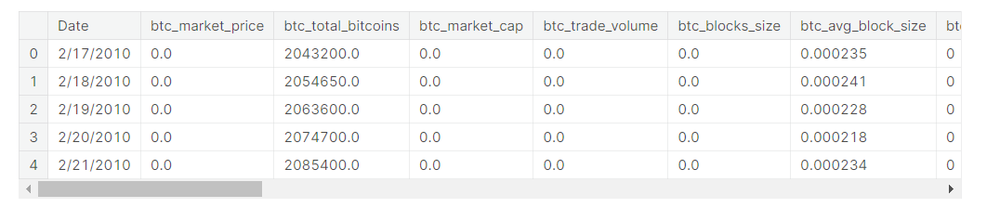 Date btc_market_price btc_total_bitcoins btc_market_cap btc_trade_volume btc_blocks_size btc_avg_block_size
0 2/17/2010 0.0 2043200.0 0.0 0.0 0.0 0.000235 0
1 2/18/2010 0.0 2054650.0 0.0 0.0 0.0 0.000241 0
2 2/19/2010 0.0 2063600.0 0.0 0.0 0.0 0.000228 0
3 2/20/2010 0.0 2074700.0 0.0 0.0 0.0 0.000218 0
4 2/21/2010 0.0 2085400.0 0.0 0.0 0.0 0.000234 0